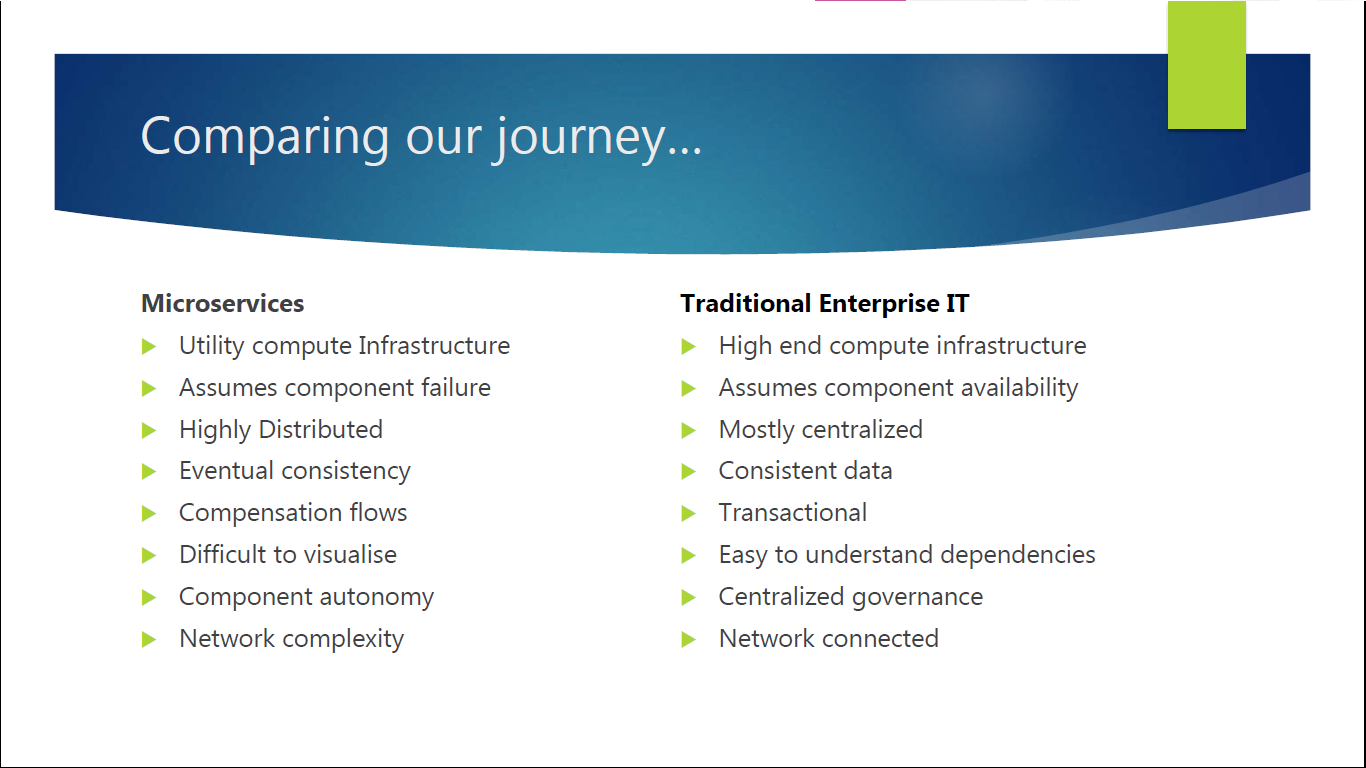 Comparing our journey...
Microservices
Utility compute Infrastructure
Assumes component failure
Highly Distributed
Eventual consistency
Compensation flows
Difficult to visualise
Component autonomy
Network complexity
Traditional Enterprise IT
High end compute infrastructure
Assumes component availability
Mostly centralized
Consistent data
Transactional
Easy to understand dependencies
Centralized governance
Network connected